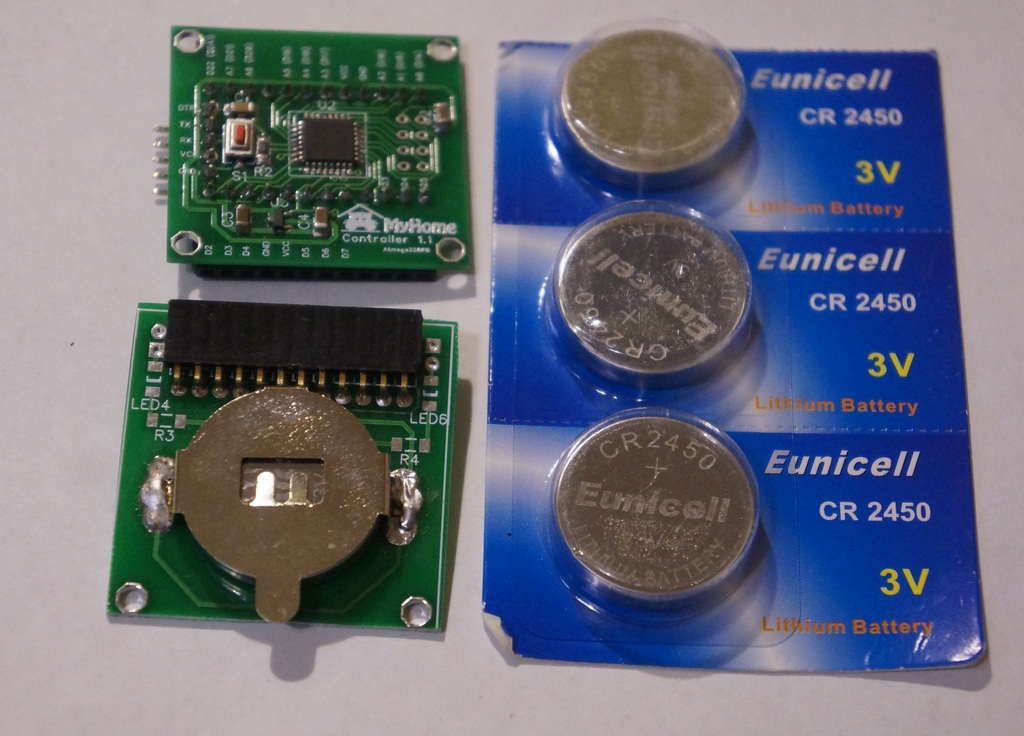 DTR
TX
RX
VCC
GND
U2
S1
R2
C3
C4
MyHome
Controller 1.1
Atmega328PB
D2
D3
D4
GND
VCC
D5
D6
D7
LED4
R3
LED6
R4
Eunicell
CR 2450
3V
Lithium Battery
Eunicell
CR2450
Eunicell
CR 2450
3V
Lithium Battery
CR2450
+
Eunicell
LITHIUM BATTERY
Eunicell
CR 2450
3V
Lithium Battery